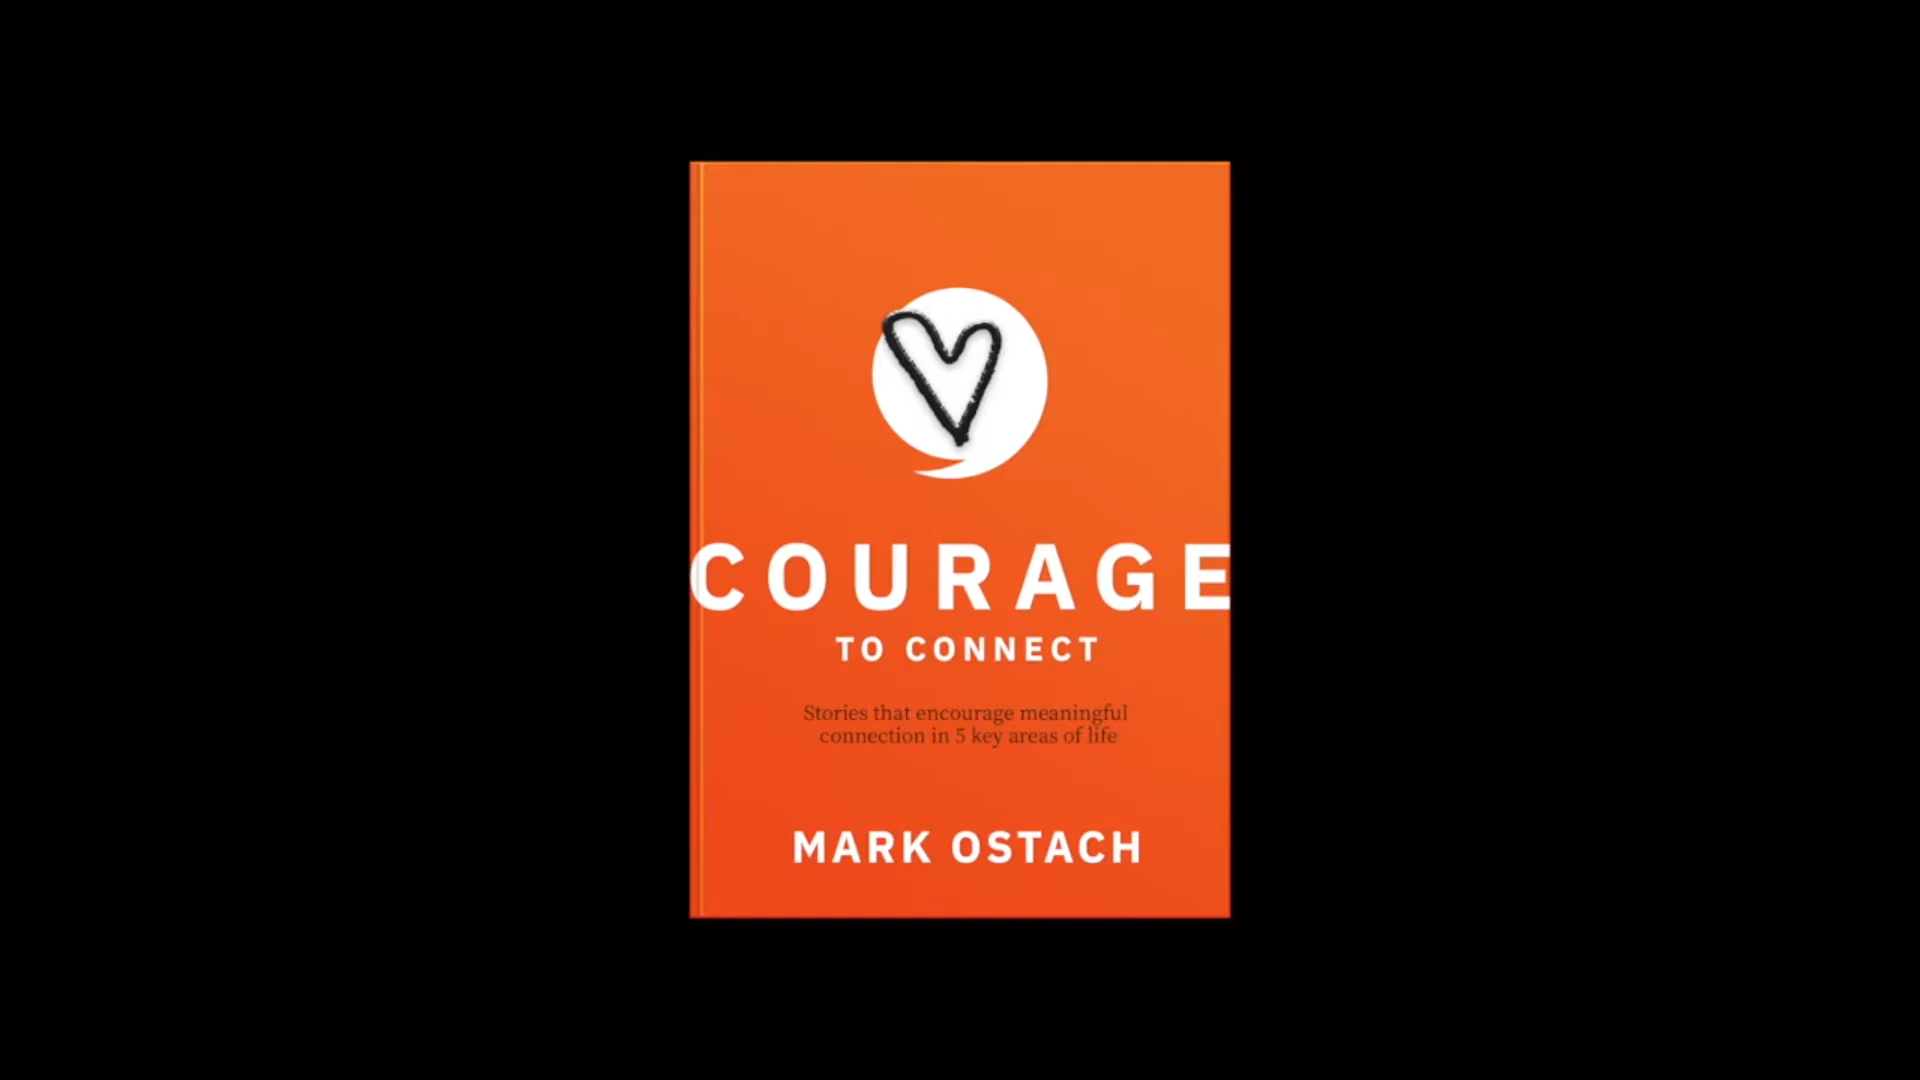 COURAGE
TO CONNECT
Stories that encourage meaningful
connection in 5 key areas of life
MARK OSTACH